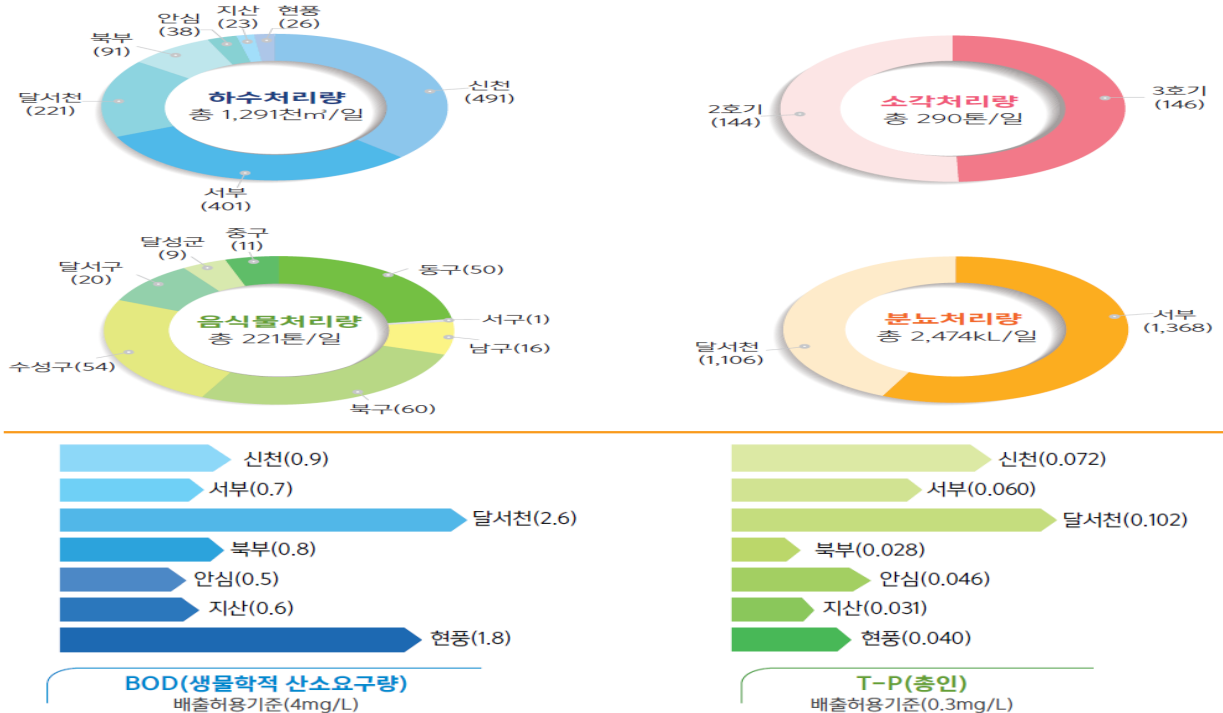 하수처리량
총 1,291천㎥/일
신천
(491)
서부
(401)
달서천
(221)
북부
(91)
안심
(38)
지산
(23)
현풍
(26)
소각처리량
총 290톤/일
3호기
(146)
2호기
(144)
음식물처리량
총 221톤/일
동구(50)
서구(1)
남구(16)
북구(60)
수성구(54)
달서구
(20)
달성군
(9)
중구
(11)
분뇨처리량
총 2,474kL/일
서부
(1,368)
달서천
(1,106)
신천(0.9)
서부(0.7)
달서천(2.6)
북부(0.8)
안심(0.5)
지산(0.6)
현풍(1.8)
BOD(생물학적 산소요구량)
배출허용기준(4mg/L)
신천(0.072)
서부(0.060)
달서천(0.102)
북부(0.028)
안심(0.046)
지산(0.031)
현풍(0.040)
T-P(총인)
배출허용기준(0.3mg/L)